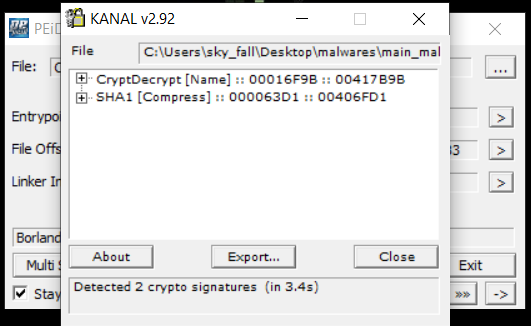 KANAL v2.92
PEiD
File
C:\Users\sky_fall\Desktop\malwares\main_mal
File:
...
CryptDecrypt [Name] :: 00016F9B :: 00417B9B
SHA1 [Compress] :: 000063D1 :: 00406FD1
Entrypoi
>
File Offs
33
>
Linker In
>
Borland
About
Export...
Close
Multi S
Exit
Detected 2 crypto signatures (in 3.4s)
Stay
»»
->